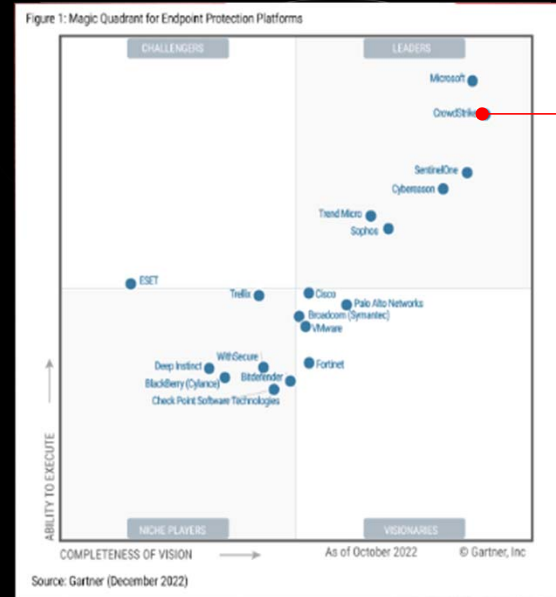 Figure 1: Magic Quadrant for Endpoint Protection Platforms
CHALLENGERS
LEADERS
Microsoft
CrowdStrike
SentinelOne
Cybereason
Trend Micro
Sophos
ESET
Trellix
Cisco
Palo Alto Networks
Broadcom (Symantec)
VMware
WithSecure
Fortinet
Deep Instinct
Bitdefender
BlackBerry (Cylance)
Check Point Software Technologies
ABILITY TO EXECUTE
NICHE PLAYERS
VISIONARIES
COMPLETENESS OF VISION
As of October 2022
© Gartner, Inc
Source: Gartner (December 2022)